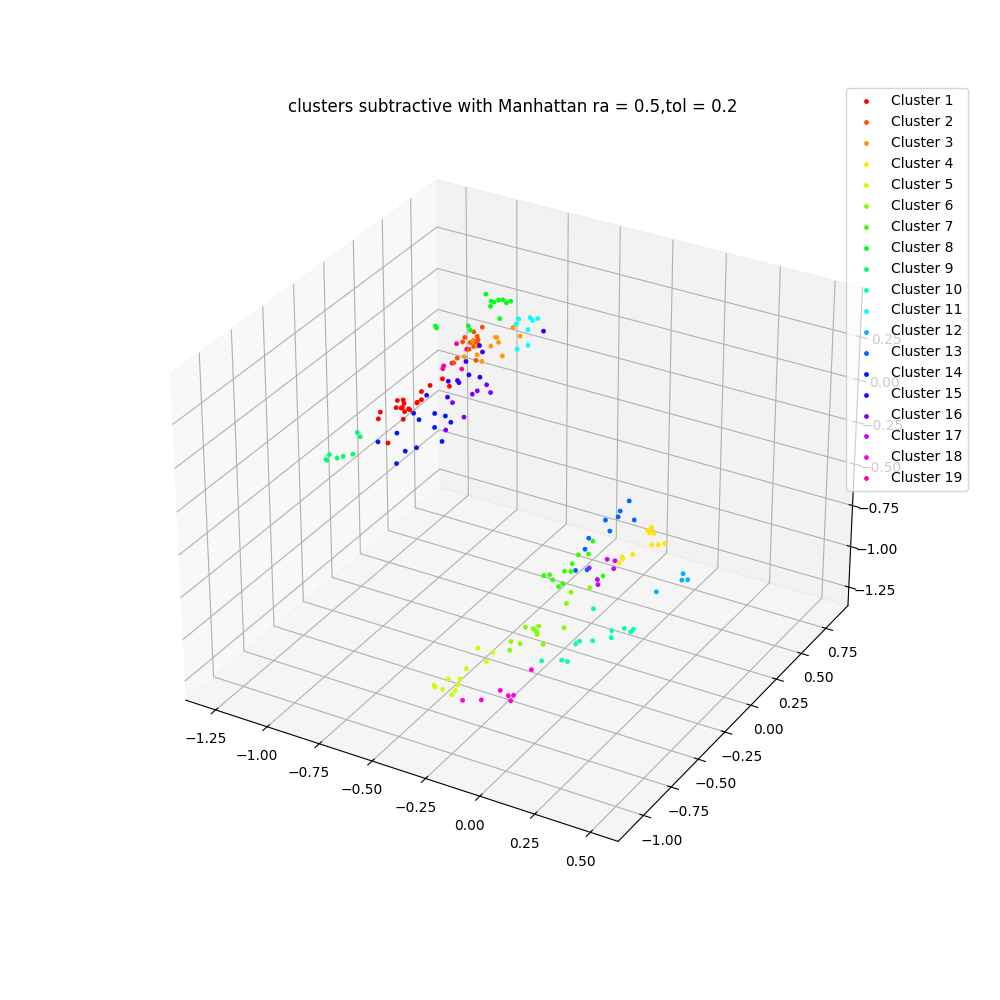 clusters subtractive with Manhattan ra = 0.5,tol = 0.2
Cluster 1
Cluster 2
Cluster 3
Cluster 4
Cluster 5
Cluster 6
Cluster 7
Cluster 8
Cluster 9
Cluster 10
Cluster 11
Cluster 12
Cluster 13
Cluster 14
Cluster 15
Cluster 16
Cluster 17
Cluster 18
Cluster 19
0.25
0.00
−0.25
−0.50
−0.75
−1.00
−1.25
0.75
0.50
0.25
0.00
−0.25
−0.50
−0.75
−1.00
−1.25
−1.00
−0.75
−0.50
−0.25
0.00
0.25
0.50